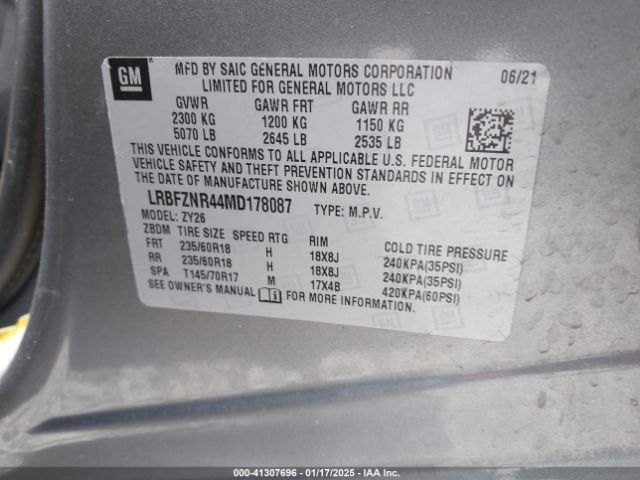 GM
MFD BY SAIC GENERAL MOTORS CORPORATION 06/21
LIMITED FOR GENERAL MOTORS LLC
GVWR GAWR FRT GAWR RR
2300 KG 1200 KG 1150 KG
5070 LB 2645 LB 2535 LB
THIS VEHICLE CONFORMS TO ALL APPLICABLE U.S. FEDERAL MOTOR
VEHICLE SAFETY AND THEFT PREVENTION STANDARDS IN EFFECT
ON THE DATE OF MANUFACTURE SHOWN ABOVE.
LRBFZNR44MD178087 TYPE: M.P.V.
MODEL: ZY26
ZBDM TIRE SIZE SPEED RTG RIM COLD TIRE PRESSURE
FRT 235/60R18 H 18X8J 240KPA(35PSI)
RR 235/60R18 H 18X8J 240KPA(35PSI)
SPA T145/70R17 M 17X4B 420KPA(60PSI)
SEE OWNER'S MANUAL FOR MORE INFORMATION
000-41307696 - 01/17/2025 - IAA Inc.